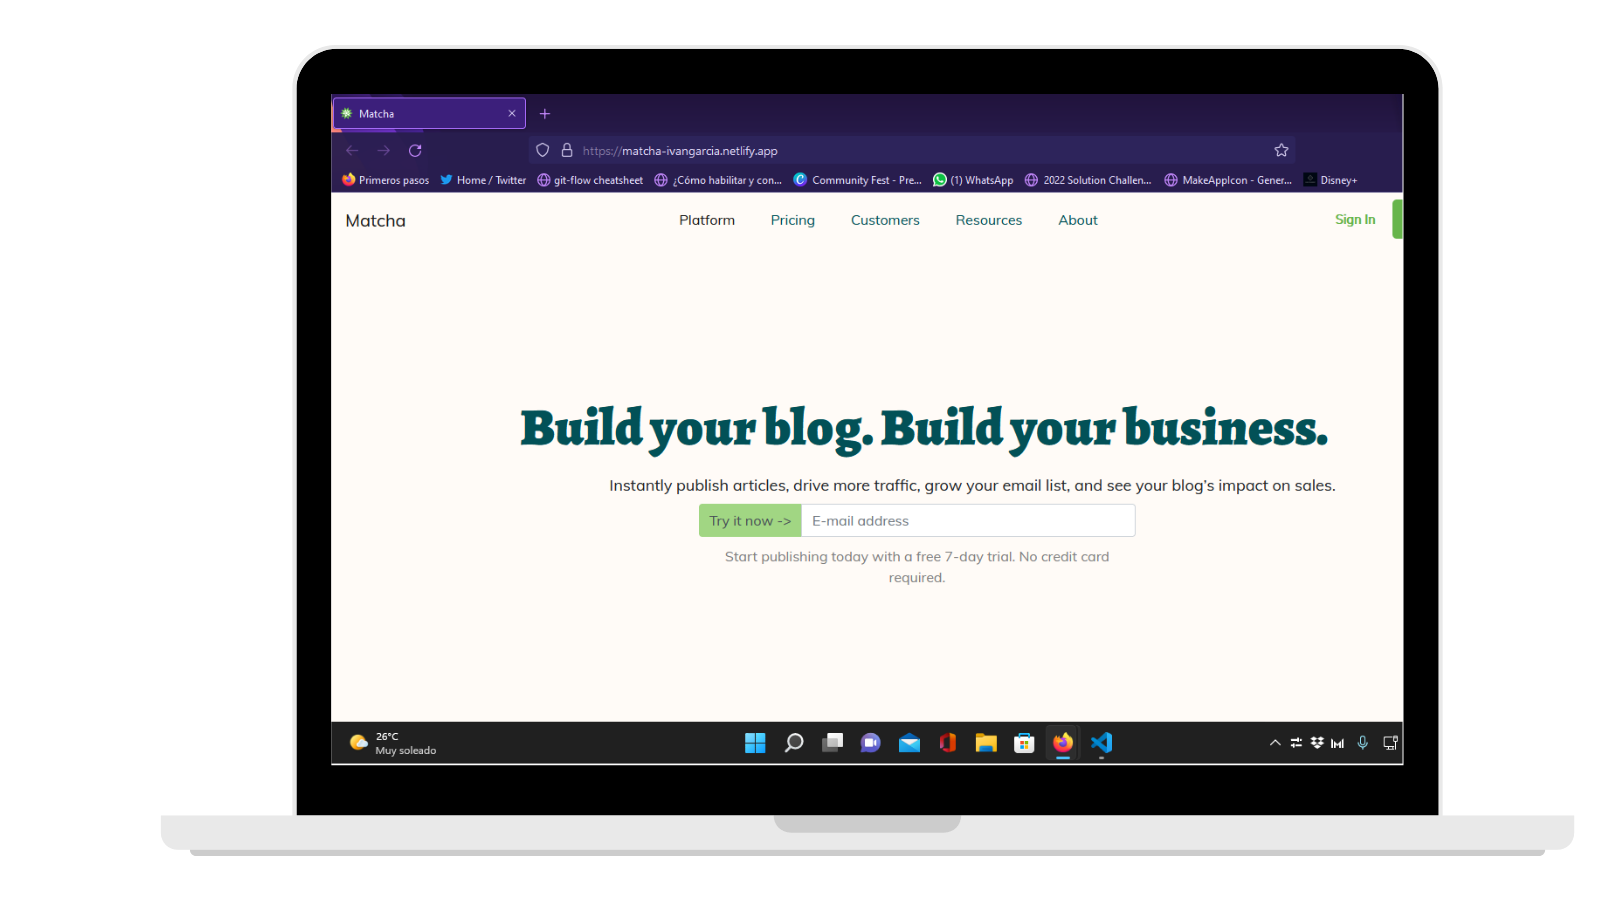 Matcha
https://matcha-ivangarcia.netlify.app
Primeros pasos Home / Twitter git-flow cheatsheet ¿Cómo habilitar y con... Community Fest - Pre... (1) WhatsApp 2022 Solution Challen... MakeAppIcon - Gener... Disney+
Matcha Platform Pricing Customers Resources About Sign In
Build your blog. Build your business.
Instantly publish articles, drive more traffic, grow your email list, and see your blog's impact on sales.
Try it now -> E-mail address
Start publishing today with a free 7-day trial. No credit card
required.
26°C
Muy soleado